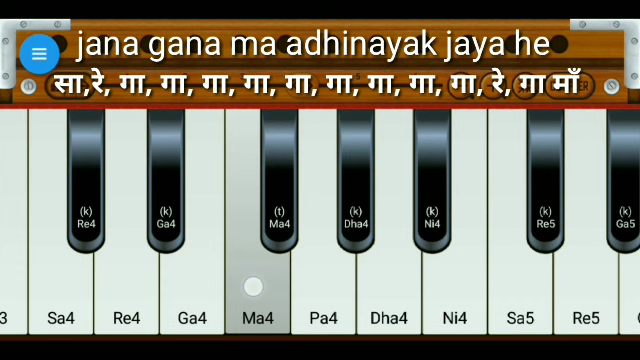 jana gana ma adhinayak jaya he
सा,रे, गा, गा, गा, गा, गा, गा, गा, गा, गा, रे, गा माँ
(k) (k) (t) (k) (k) (k) (k)
Re4 Ga4 Ma4 Dha4 Ni4 Re5 Ga5
3 Sa4 Re4 Ga4 Ma4 Pa4 Dha4 Ni4 Sa5 Re5